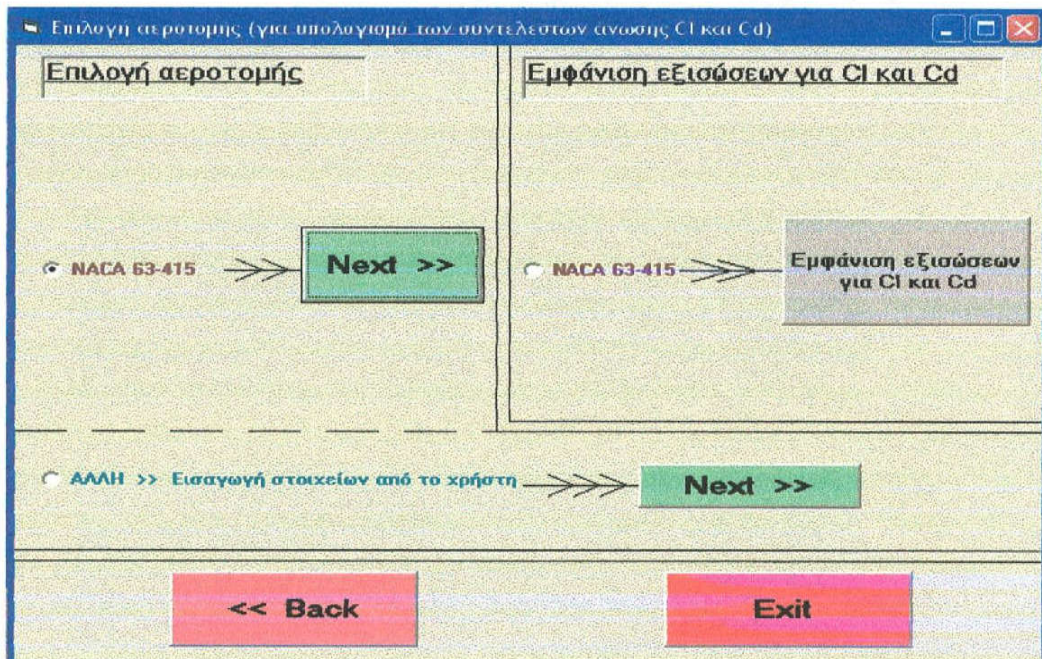 Επιλογη αεροτομης (για υπολογισμο των συντελεστων ανωσης Cl και Cd)
Επιλογή αεροτομής
Εμφάνιση εξισώσεων για Cl και Cd
NACA 63-415
Next >>
NACA 63-415
Εμφάνιση εξισώσεων
για Cl και Cd
ΑΛΛΗ >> Εισαγωγή στοιχείων από το χρήστη
Next >>
<< Back
Exit